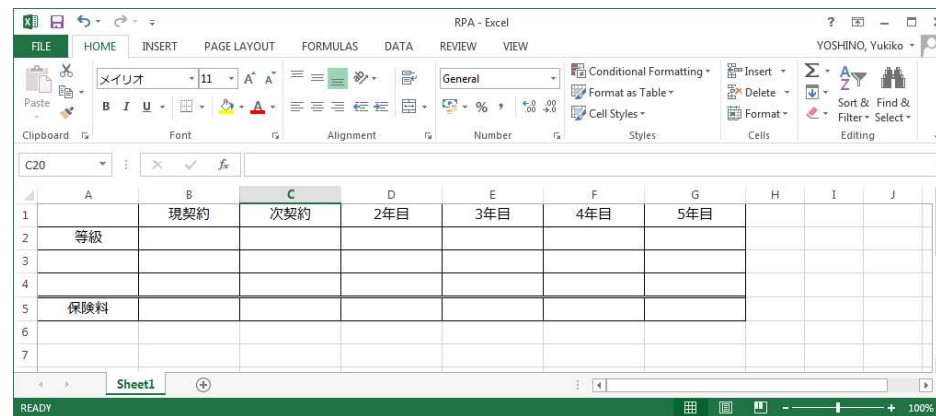 RPA - Excel
?
FILE HOME INSERT PAGE LAYOUT FORMULAS DATA REVIEW VIEW YOSHINO, Yukiko
Paste
メイリオ 11
General
Conditional Formatting
Format as Table
Cell Styles
Insert
Delete
Format
Sort & Filter
Find & Select
Clipboard Font Alignment Number Styles Cells Editing
C20 fx
A B C D E F G H I J
1 現契約 次契約 2年目 3年目 4年目 5年目
2 等級
3
4
5 保険料
6
7
Sheet1
READY 100%